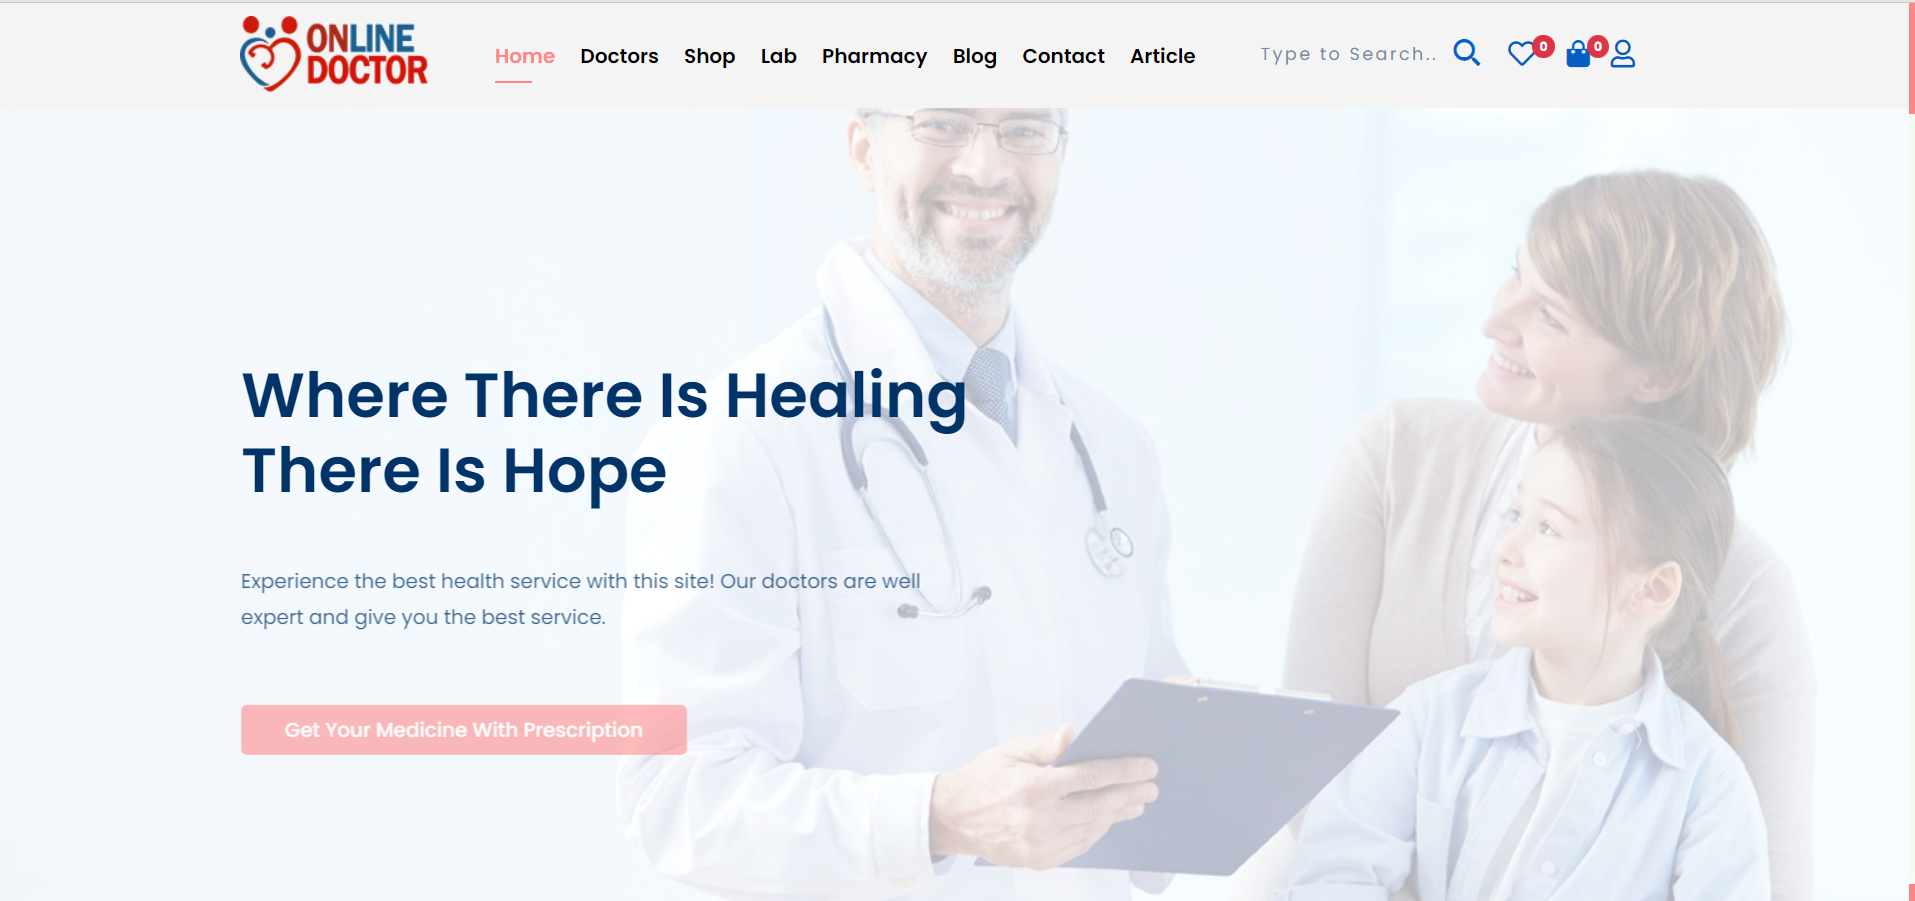 ONLINE
DOCTOR
Home Doctors Shop Lab Pharmacy Blog Contact Article
Type to Search..
0
0
Where There Is Healing
There Is Hope
Experience the best health service with this site! Our doctors are well
expert and give you the best service.
Get Your Medicine With Prescription